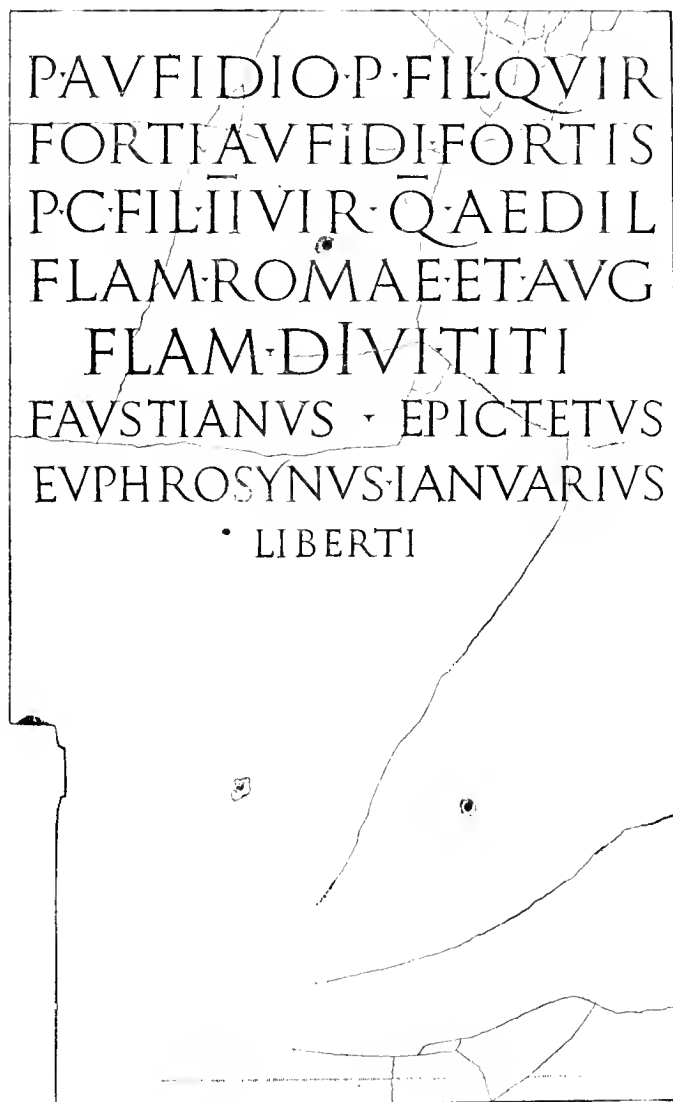 P·AVFIDIO·P·FIL·QVIR
FORTI AVFIDI·FORTIS
P·C·FIL·I̅I̅VIR·Q̅·AEDIL
FLAM·ROMAE·ET·AVG
FLAM·DIVI·TITI
FAVSTIANVS · EPICTETVS
EVPHROSYNVS·IANVARIVS
LIBERTI